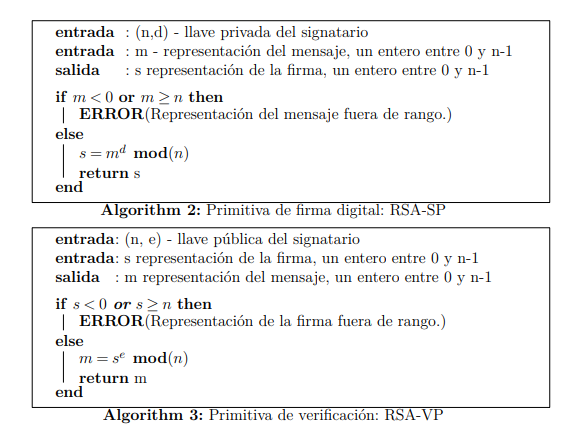 entrada : (n,d) - llave privada del signatario
entrada : m - representación del mensaje, un entero entre 0 y n-1
salida : s representación de la firma, un entero entre 0 y n-1
if m < 0 or m ≥ n then
ERROR(Representación del mensaje fuera de rango.)
else
s = m^d mod(n)
return s
end
Algorithm 2: Primitiva de firma digital: RSA-SP
entrada: (n, e) - llave pública del signatario
entrada: s representación de la firma, un entero entre 0 y n-1
salida : m representación del mensaje, un entero entre 0 y n-1
if s < 0 or s ≥ n then
ERROR(Representación de la firma fuera de rango.)
else
m = s^e mod(n)
return m
end
Algorithm 3: Primitiva de verificación: RSA-VP